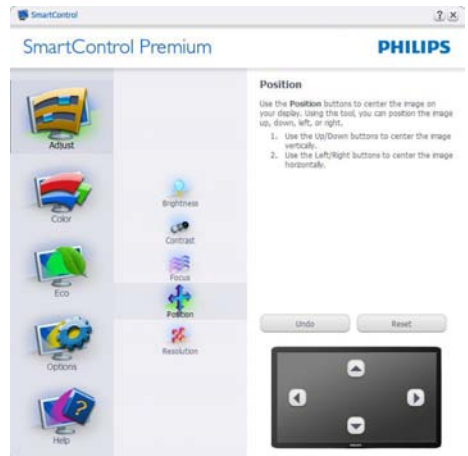 SmartControl
SmartControl Premium
PHILIPS
Adjust
Color
Eco
Options
Help
Brightness
Contrast
Focus
Position
Resolution
Position
Use the Position buttons to center the image on
your display. Using the tool, you can position the image
up, down, left, or right.
1. Use the Up/Down buttons to center the image
vertically.
2. Use the Left/Right buttons to center the image
horizontally.
Undo
Reset
PHILIPS